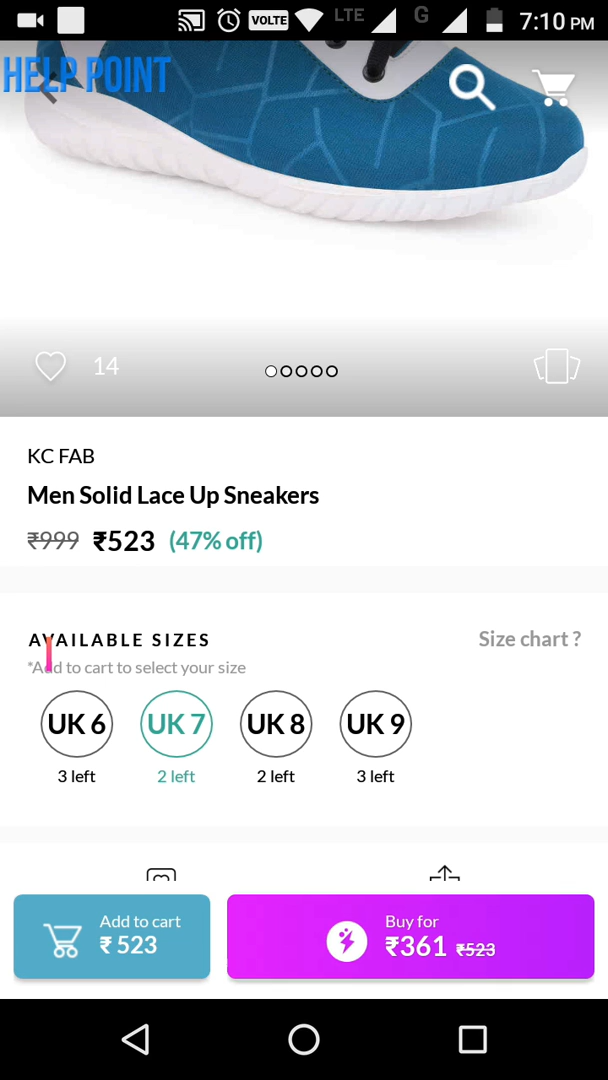 VOLTE LTE G 7:10 PM
HELP POINT
14
KC FAB
Men Solid Lace Up Sneakers
₹999 ₹523 (47% off)
AVAILABLE SIZES Size chart ?
*Add to cart to select your size
UK 6 UK 7 UK 8 UK 9
3 left 2 left 2 left 3 left
Add to cart Buy for
₹ 523 ₹361 ₹523